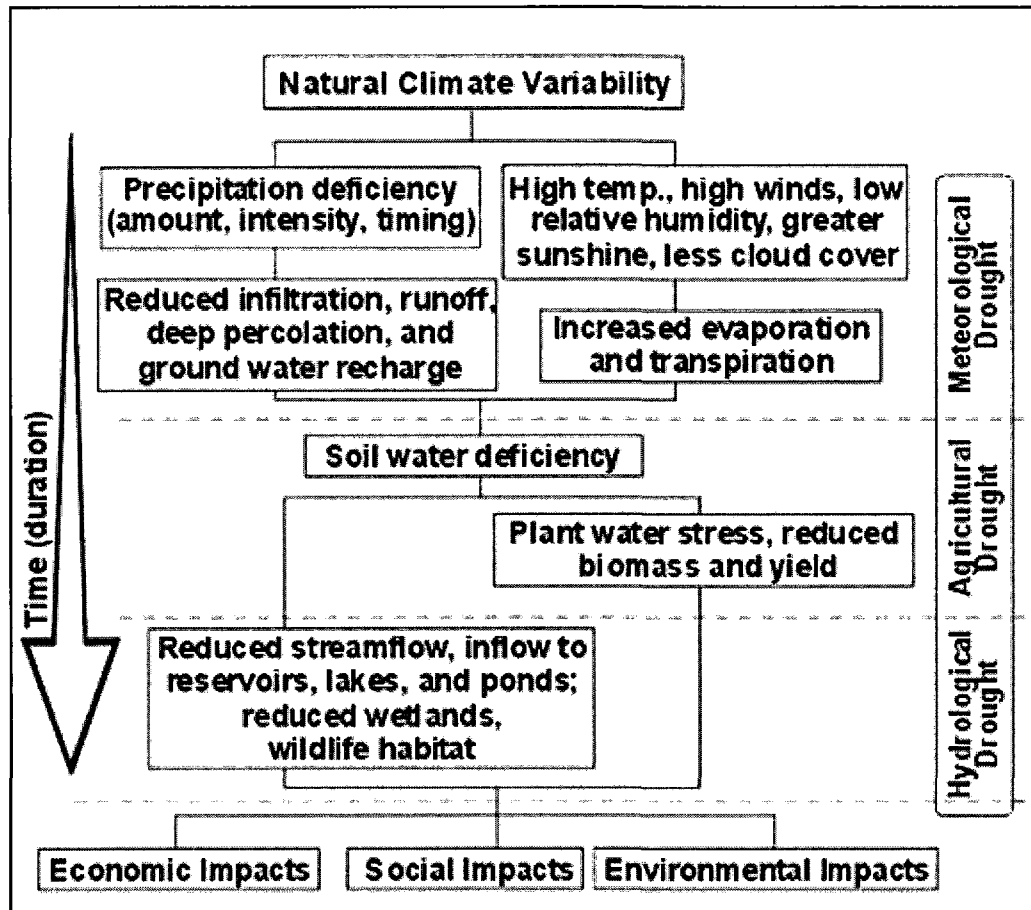 Natural Climate Variability
Precipitation deficiency
(amount, intensity, timing)
High temp., high winds, low
relative humidity, greater
sunshine, less cloud cover
Reduced infiltration, runoff,
deep percolation, and
ground water recharge
Increased evaporation
and transpiration
Meteorological
Drought
Time (duration)
Soil water deficiency
Plant water stress, reduced
biomass and yield
Agricultural
Drought
Reduced streamflow, inflow to
reservoirs, lakes, and ponds;
reduced wetlands,
wildlife habitat
Hydrological
Drought
Economic Impacts
Social Impacts
Environmental Impacts